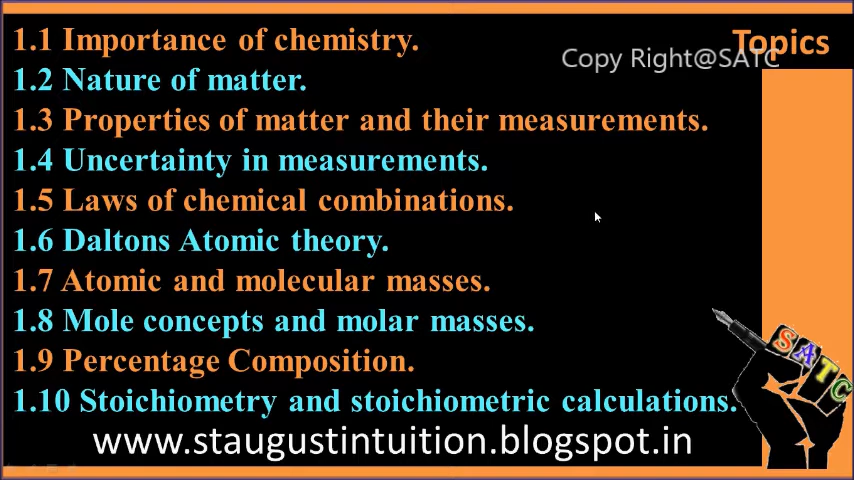 Topics
Copy Right@SATC
1.1 Importance of chemistry.
1.2 Nature of matter.
1.3 Properties of matter and their measurements.
1.4 Uncertainty in measurements.
1.5 Laws of chemical combinations.
1.6 Daltons Atomic theory.
1.7 Atomic and molecular masses.
1.8 Mole concepts and molar masses.
1.9 Percentage Composition.
1.10 Stoichiometry and stoichiometric calculations.
SATC
www.staugustintuition.blogspot.in